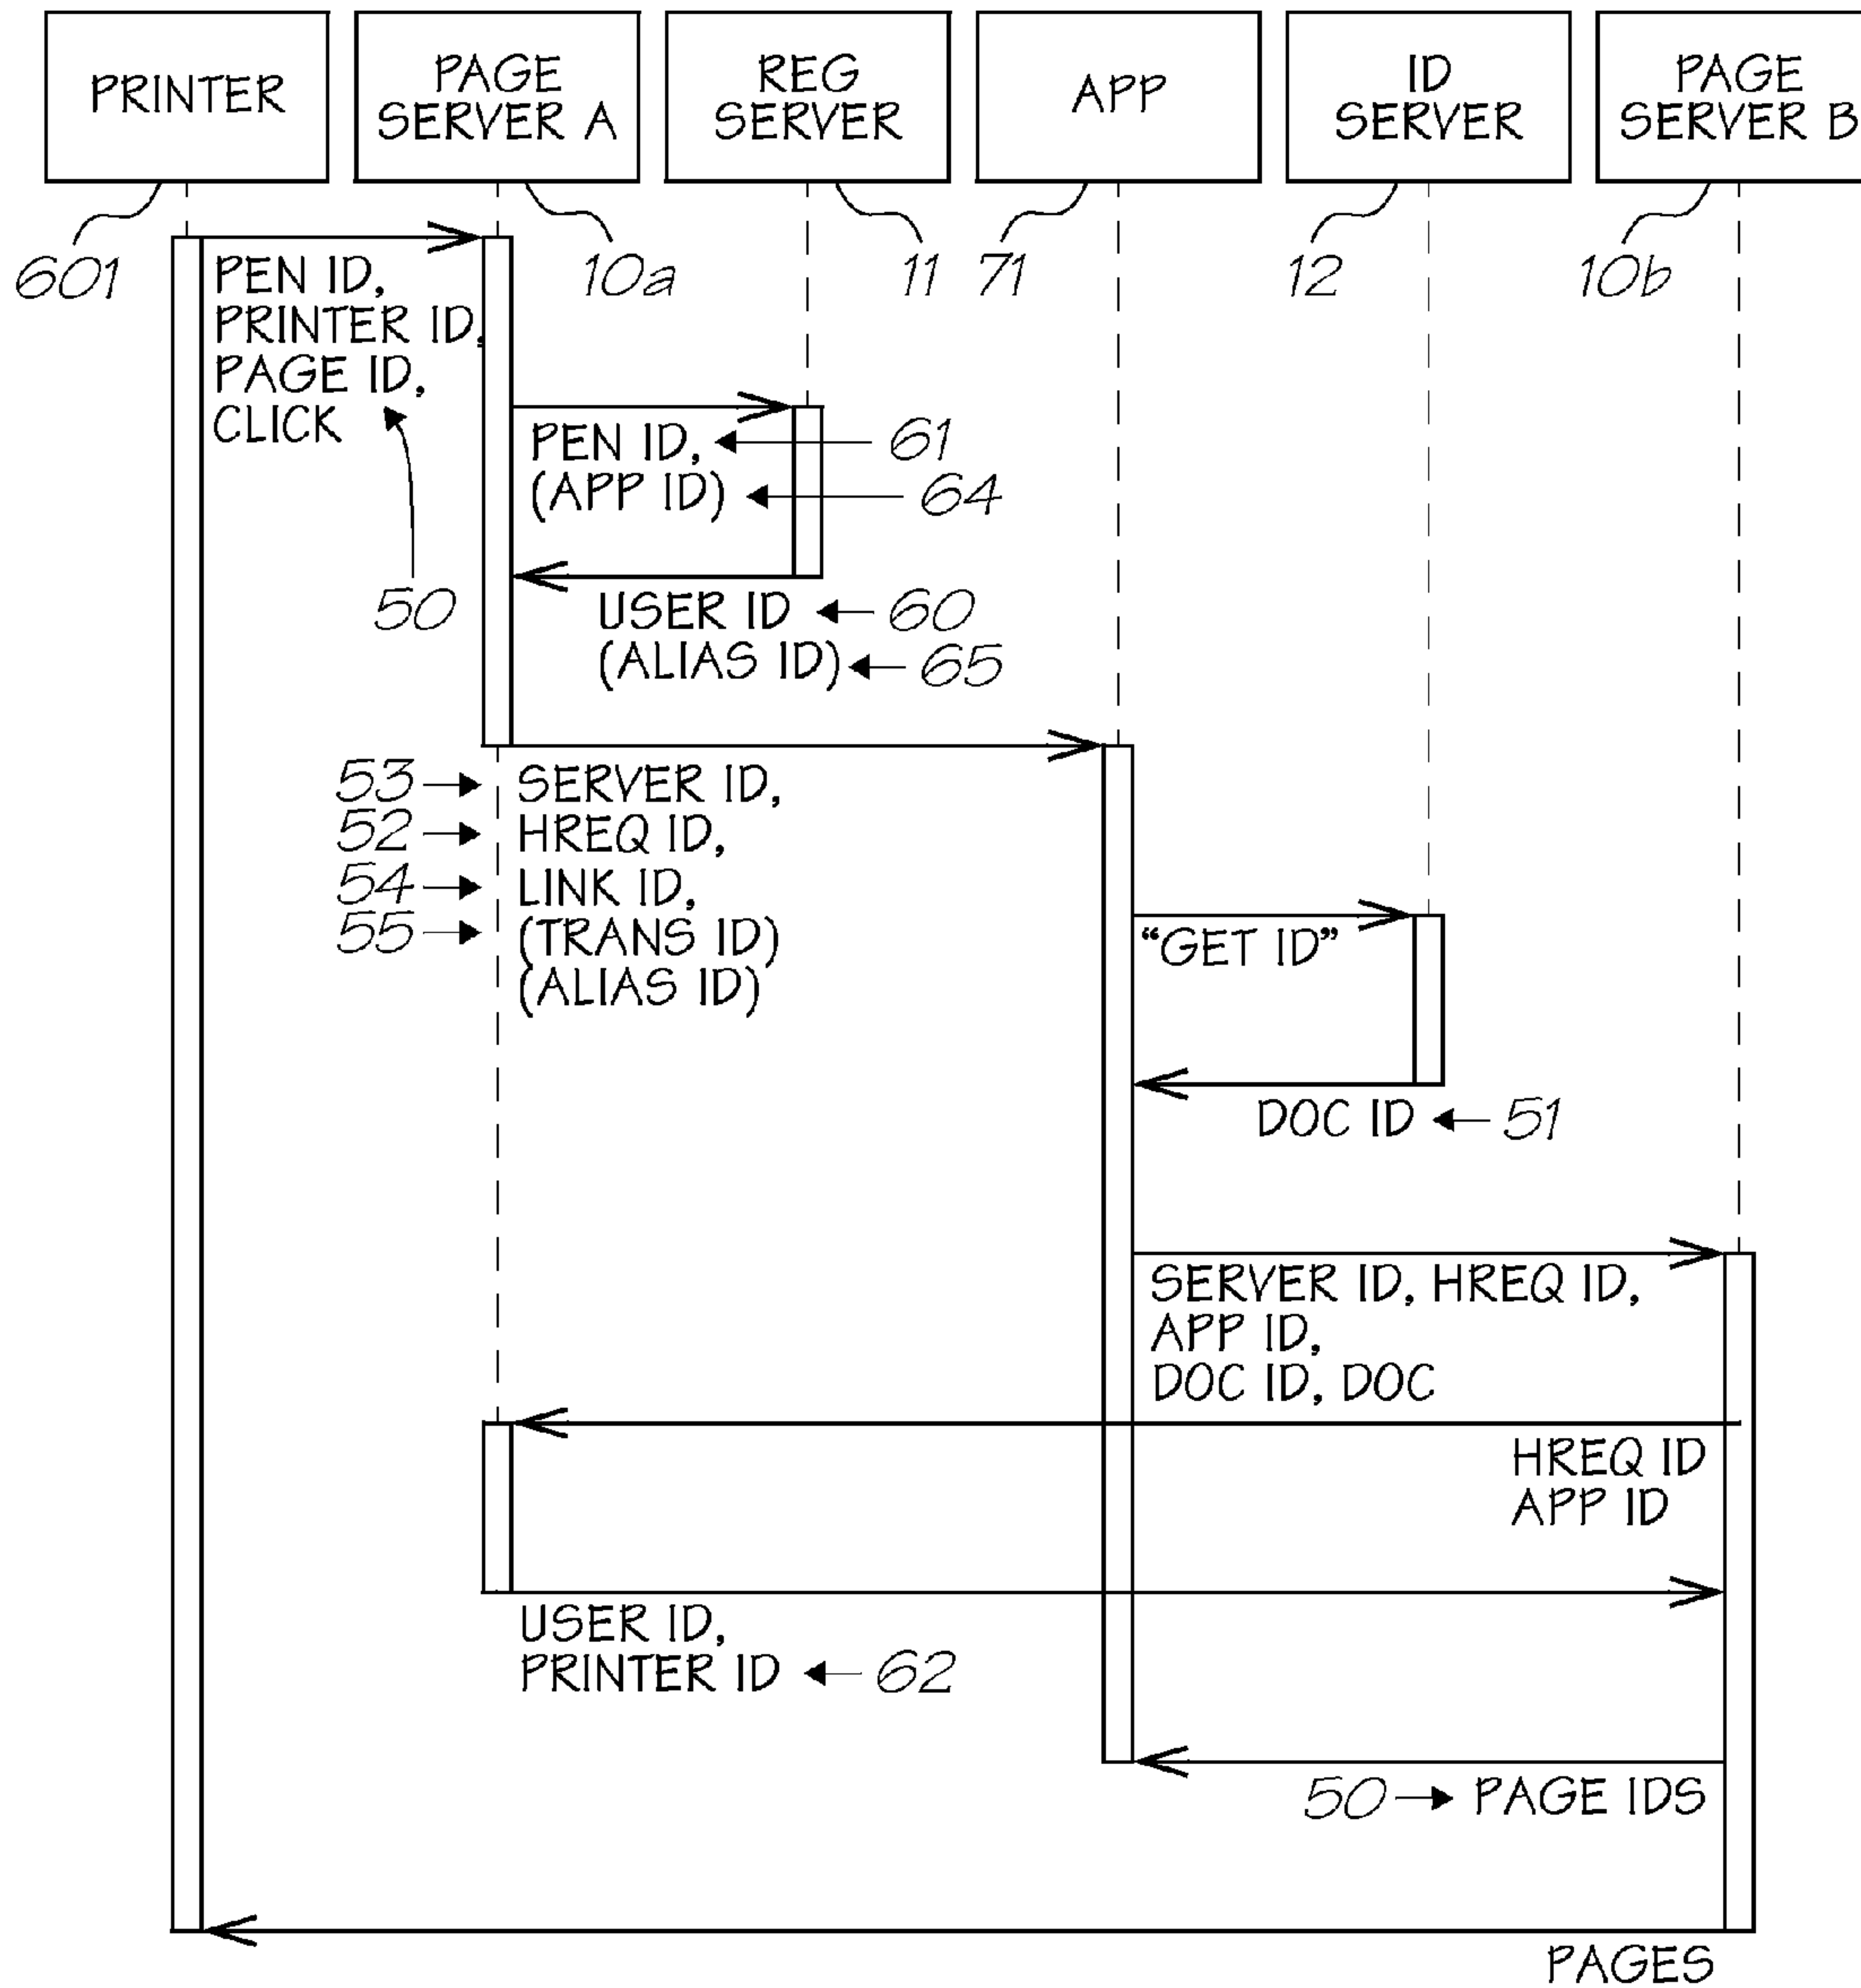 PRINTER
PAGE
SERVER A
REG
SERVER
APP
ID
SERVER
PAGE
SERVER B
601
10a
11
71
12
10b
PEN ID,
PRINTER ID,
PAGE ID,
CLICK
50
PEN ID,
61
(APP ID)
64
USER ID
60
(ALIAS ID)
65
53
SERVER ID,
52
HREQ ID,
54
LINK ID,
55
(TRANS ID)
(ALIAS ID)
“GET ID”
DOC ID
51
SERVER ID, HREQ ID,
APP ID,
DOC ID, DOC
HREQ ID
APP ID
USER ID,
PRINTER ID
62
50
PAGE IDS
PAGES